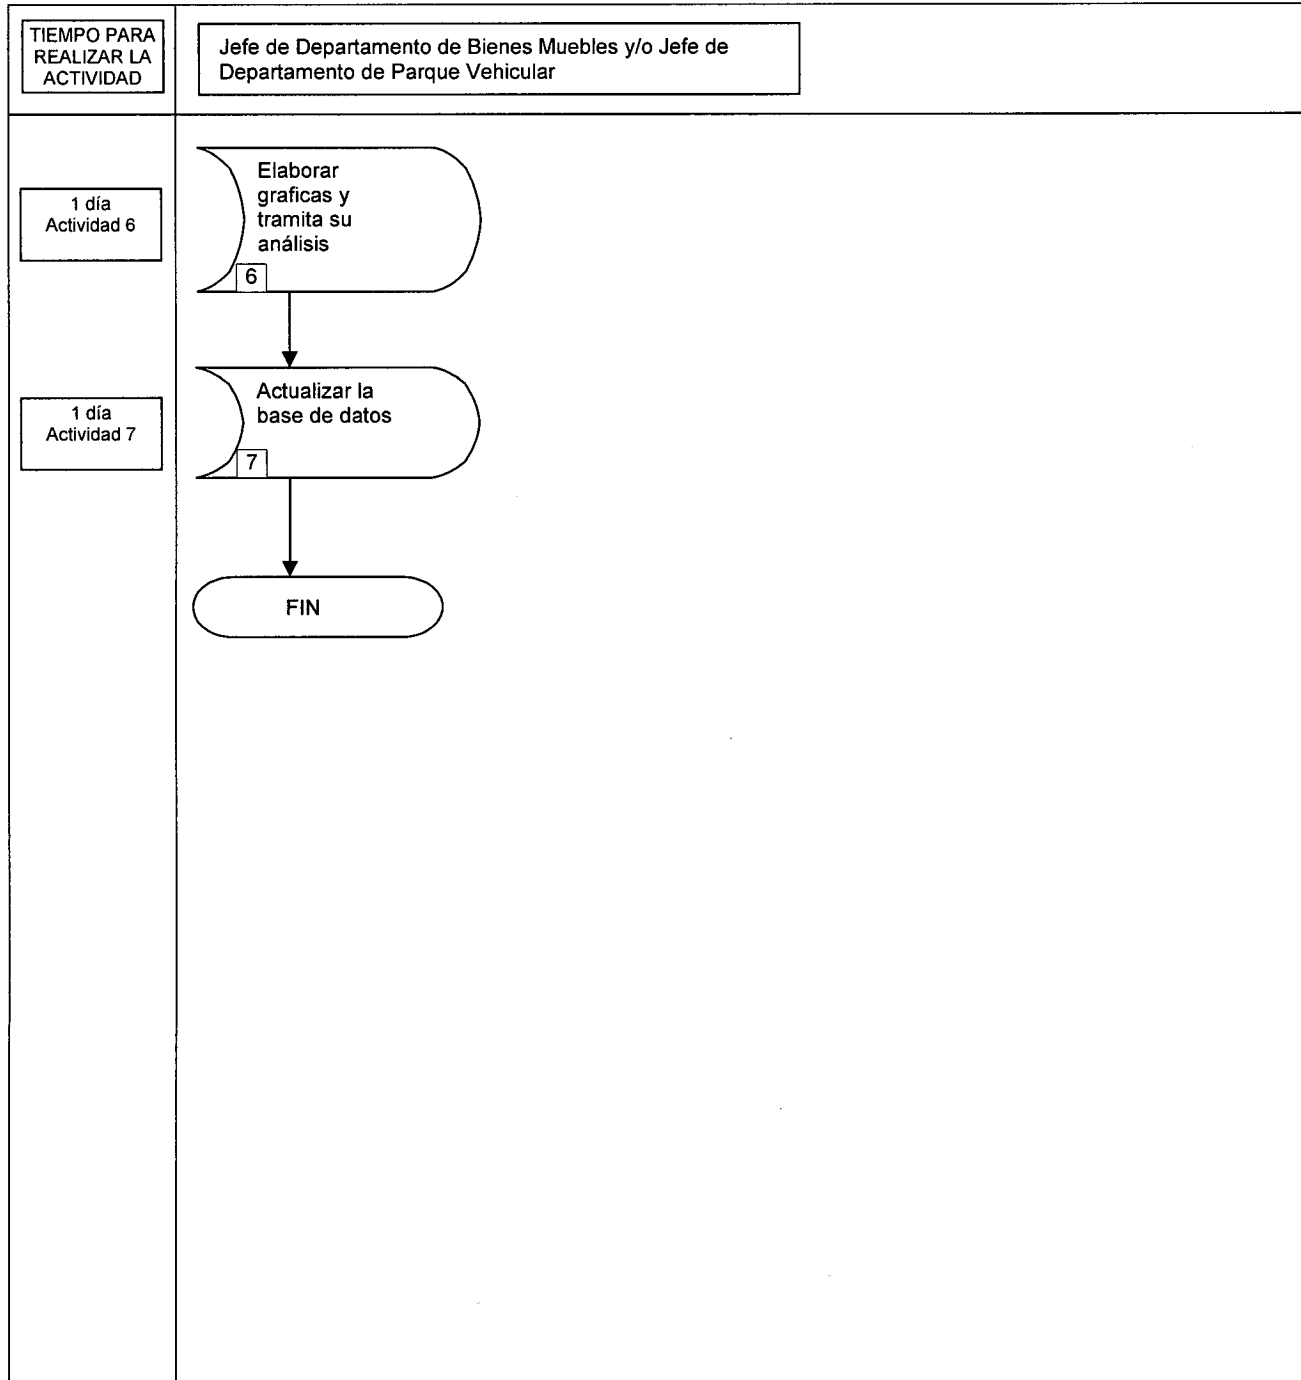 TIEMPO PARA
REALIZAR LA
ACTIVIDAD
Jefe de Departamento de Bienes Muebles y/o Jefe de
Departamento de Parque Vehicular
1 día
Actividad 6
Elaborar
graficas y
tramita su
análisis
6
1 día
Actividad 7
Actualizar la
base de datos
7
FIN